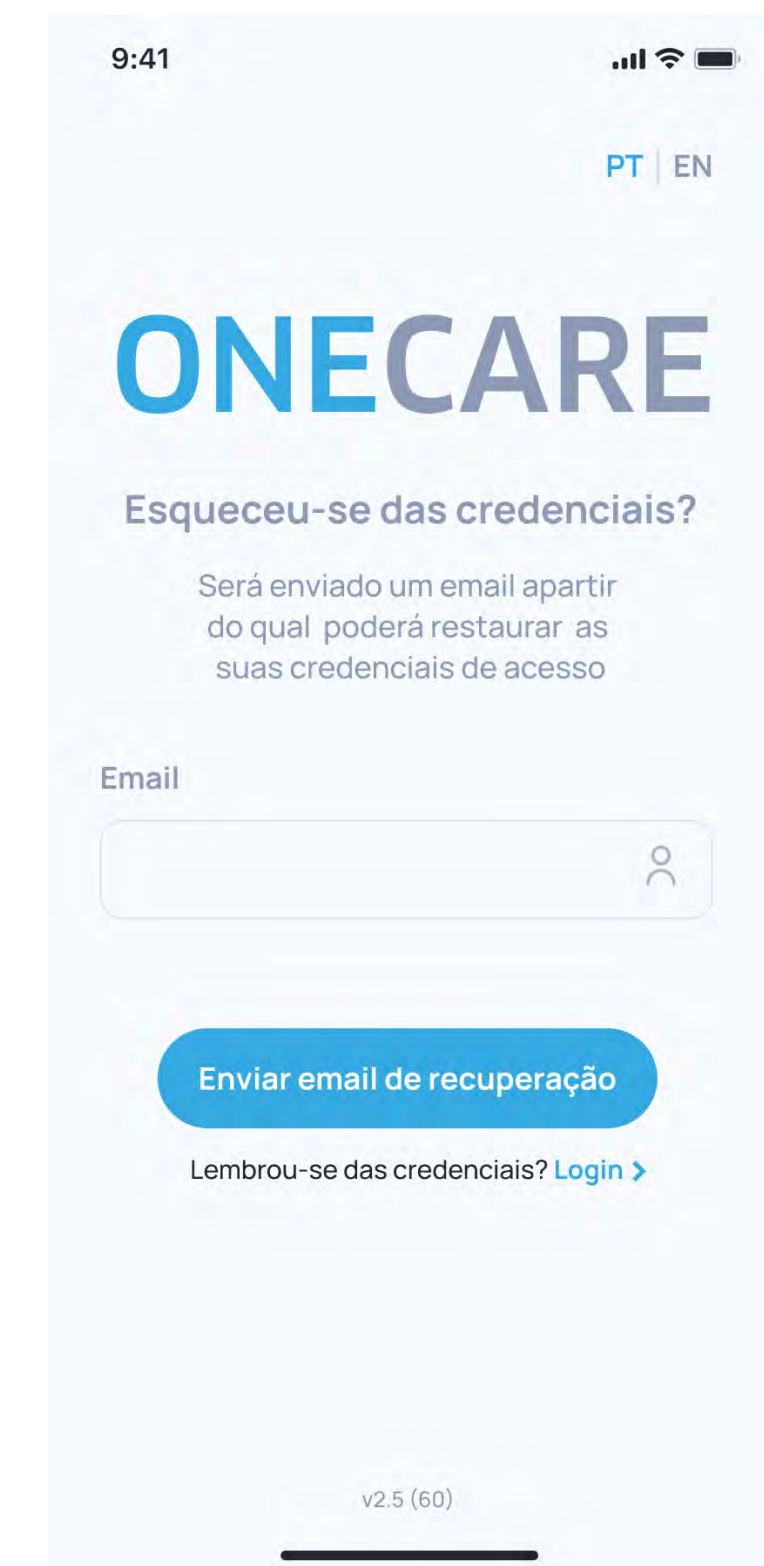 9:41
PT | EN
ONECARE
Esqueceu-se das credenciais?
Será enviado um email apartir
do qual poderá restaurar as
suas credenciais de acesso
Email
Enviar email de recuperação
Lembrou-se das credenciais? Login >
v2.5 (60)